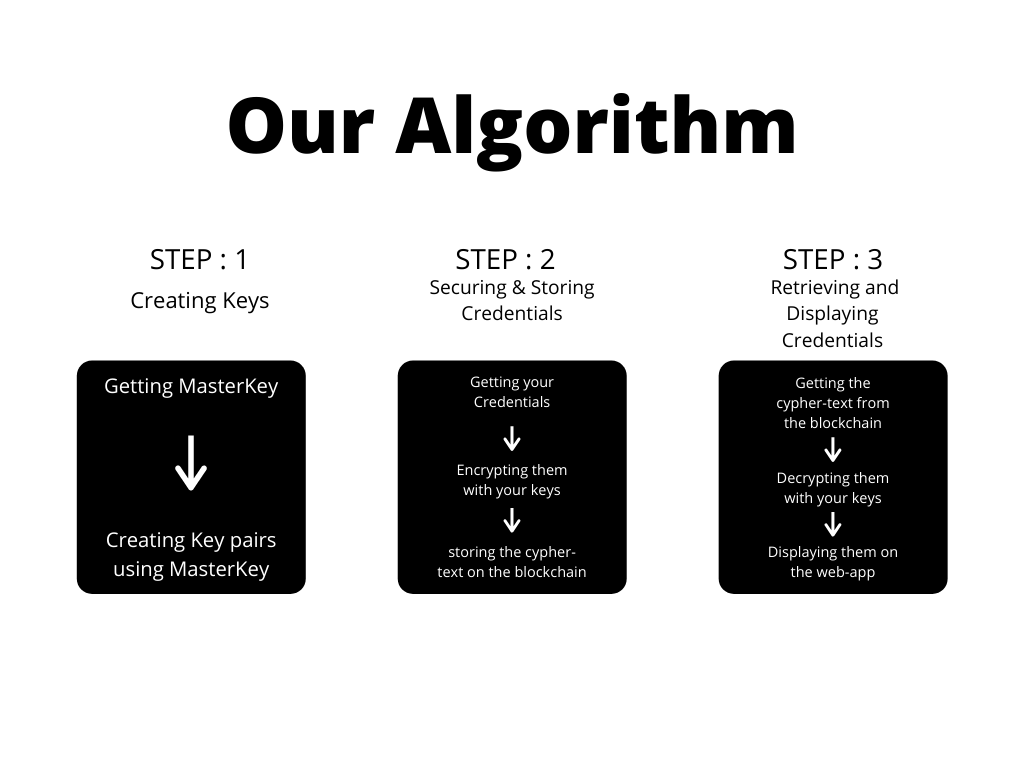 Our Algorithm
STEP : 1
Creating Keys
Getting MasterKey
Creating Key pairs
using MasterKey
STEP : 2
Securing & Storing
Credentials
Getting your
Credentials
Encrypting them
with your keys
storing the cypher-
text on the blockchain
STEP : 3
Retrieving and
Displaying
Credentials
Getting the
cypher-text from
the blockchain
Decrypting them
with your keys
Displaying them on
the web-app